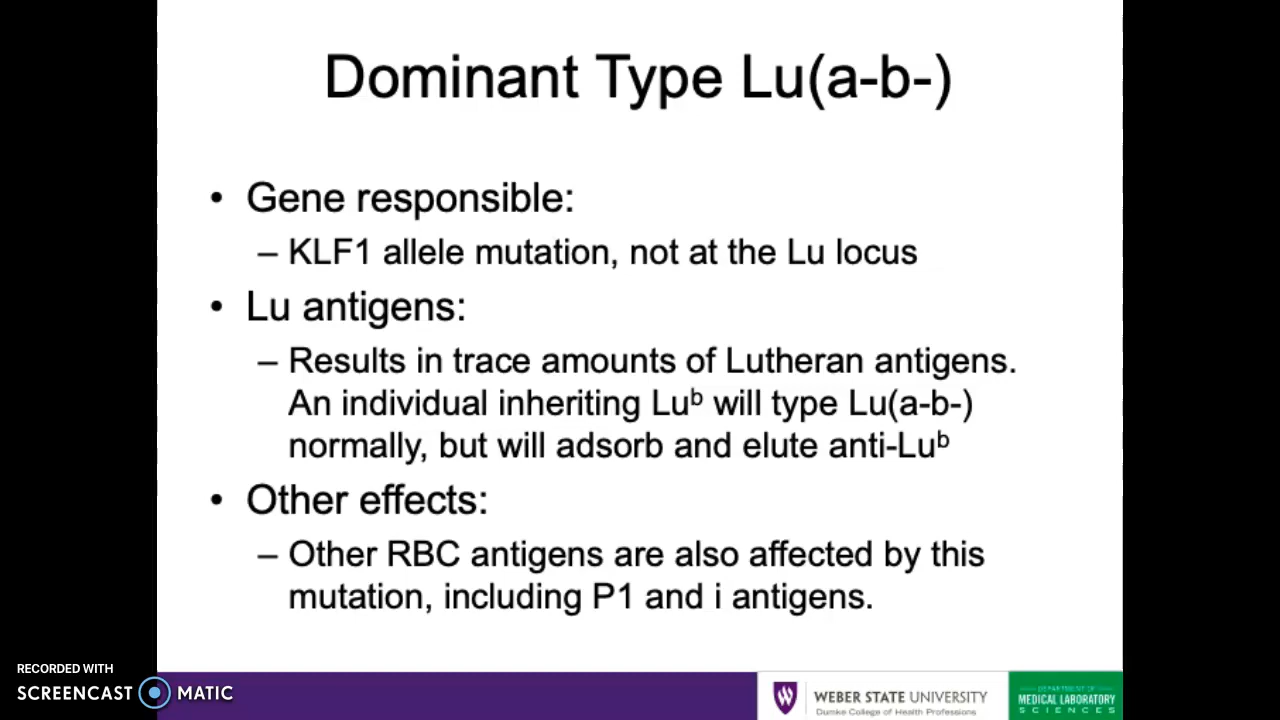 Dominant Type Lu(a-b-)
• Gene responsible:
– KLF1 allele mutation, not at the Lu locus
• Lu antigens:
– Results in trace amounts of Lutheran antigens.
An individual inheriting Luᵇ will type Lu(a-b-)
normally, but will adsorb and elute anti-Luᵇ
• Other effects:
– Other RBC antigens are also affected by this
mutation, including P1 and i antigens.
RECORDED WITH
SCREENCAST MATIC
WEBER STATE UNIVERSITY
Dumke College of Health Professions
DEPARTMENT OF
MEDICAL LABORATORY
SCIENCES